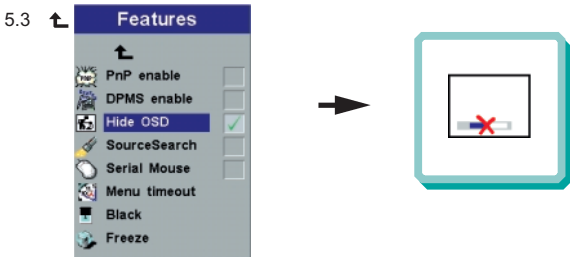 5.3
Features
PnP enable
DPMS enable
Hide OSD
SourceSearch
Serial Mouse
Menu timeout
Black
Freeze